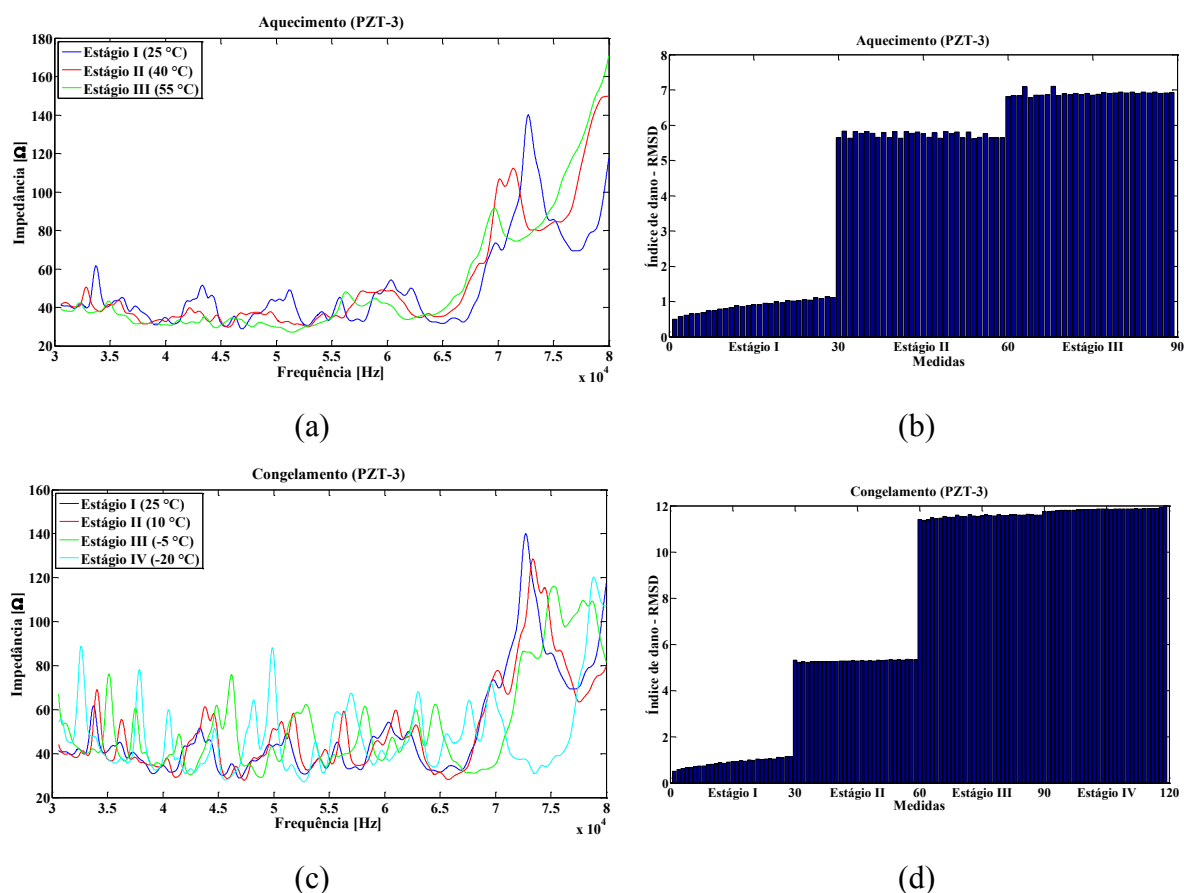 Aquecimento (PZT-3)
180
160
140
120
100
80
60
40
20
Impedância [Ω]
Estágio I (25 °C)
Estágio II (40 °C)
Estágio III (55 °C)
3 3.5 4 4.5 5 5.5 6 6.5 7 7.5 8
x 10⁴
Frequência [Hz]
(a)
Aquecimento (PZT-3)
8
7
6
5
4
3
2
1
0
Índice de dano - RMSD
0 Estágio I 30 Estágio II 60 Estágio III 90
Medidas
(b)
Congelamento (PZT-3)
160
140
120
100
80
60
40
20
Impedância [Ω]
Estágio I (25 °C)
Estágio II (10 °C)
Estágio III (-5 °C)
Estágio IV (-20 °C)
3 3.5 4 4.5 5 5.5 6 6.5 7 7.5 8
x 10⁴
Frequência [Hz]
(c)
Congelamento (PZT-3)
12
10
8
6
4
2
0
Índice de dano - RMSD
0 Estágio I 30 Estágio II 60 Estágio III 90 Estágio IV 120
Medidas
(d)